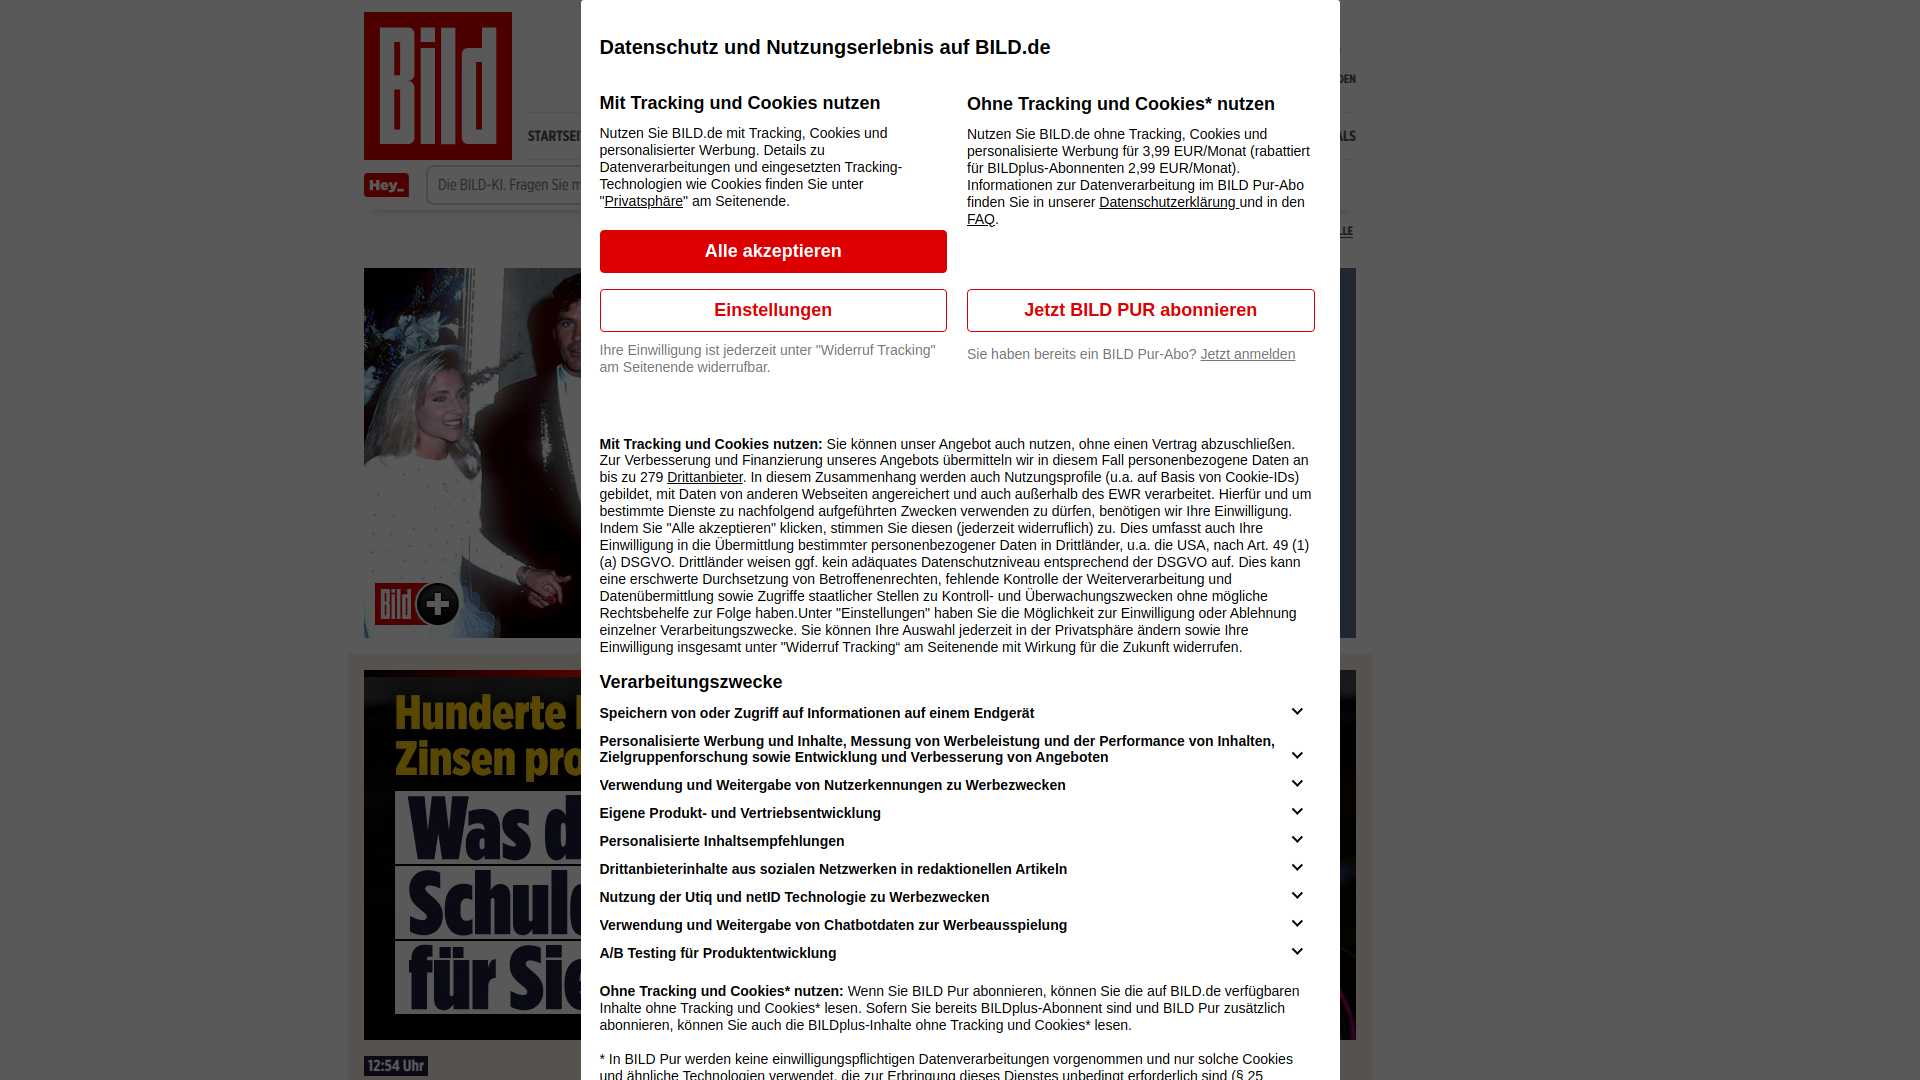 Bild
Datenschutz und Nutzungserlebnis auf BILD.de
Mit Tracking und Cookies nutzen
Nutzen Sie BILD.de mit Tracking, Cookies und
personalisierter Werbung. Details zu
Datenverarbeitungen und eingesetzten Tracking-
Technologien wie Cookies finden Sie unter
"Privatsphäre" am Seitenende.
Alle akzeptieren
Einstellungen
Ihre Einwilligung ist jederzeit unter "Widerruf Tracking"
am Seitenende widerrufbar.
Ohne Tracking und Cookies* nutzen
Nutzen Sie BILD.de ohne Tracking, Cookies und
personalisierte Werbung für 3,99 EUR/Monat (rabattiert
für BILDplus-Abonnenten 2,99 EUR/Monat).
Informationen zur Datenverarbeitung im BILD Pur-Abo
finden Sie in unserer Datenschutzerklärung und in den
FAQ.
Jetzt BILD PUR abonnieren
Sie haben bereits ein BILD Pur-Abo? Jetzt anmelden
Hey_
Die BILD-KI. Fragen Sie
Mit Tracking und Cookies nutzen: Sie können unser Angebot auch nutzen, ohne einen Vertrag abzuschließen.
Zur Verbesserung und Finanzierung unseres Angebots übermitteln wir in diesem Fall personenbezogene Daten an
bis zu 279 Drittanbieter. In diesem Zusammenhang werden auch Nutzungsprofile (u.a. auf Basis von Cookie-IDs)
gebildet, mit Daten von anderen Webseiten angereichert und auch außerhalb des EWR verarbeitet. Hierfür und um
bestimmte Dienste zu nachfolgend aufgeführten Zwecken verwenden zu dürfen, benötigen wir Ihre Einwilligung.
Indem Sie "Alle akzeptieren" klicken, stimmen Sie diesen (jederzeit widerruflich) zu. Dies umfasst auch Ihre
Einwilligung in die Übermittlung bestimmter personenbezogener Daten in Drittländer, u.a. die USA, nach Art. 49 (1)
(a) DSGVO. Drittländer weisen ggf. kein adäquates Datenschutzniveau entsprechend der DSGVO auf. Dies kann
eine erschwerte Durchsetzung von Betroffenenrechten, fehlende Kontrolle der Weiterverarbeitung und
Datenübermittlung sowie Zugriffe staatlicher Stellen zu Kontroll- und Überwachungszwecken ohne mögliche
Rechtsbehelfe zur Folge haben.Unter "Einstellungen" haben Sie die Möglichkeit zur Einwilligung oder Ablehnung
einzelner Verarbeitungszwecke. Sie können Ihre Auswahl jederzeit in der Privatsphäre ändern sowie Ihre
Einwilligung insgesamt unter "Widerruf Tracking“ am Seitenende mit Wirkung für die Zukunft widerrufen.
Bild
Verarbeitungszwecke
Speichern von oder Zugriff auf Informationen auf einem Endgerät
Personalisierte Werbung und Inhalte, Messung von Werbeleistung und der Performance von Inhalten,
Zielgruppenforschung sowie Entwicklung und Verbesserung von Angeboten
Verwendung und Weitergabe von Nutzerkennungen zu Werbezwecken
Eigene Produkt- und Vertriebsentwicklung
Personalisierte Inhaltsempfehlungen
Drittanbieterinhalte aus sozialen Netzwerken in redaktionellen Artikeln
Nutzung der Utiq und netID Technologie zu Werbezwecken
Verwendung und Weitergabe von Chatbotdaten zur Werbeausspielung
A/B Testing für Produktentwicklung
Ohne Tracking und Cookies* nutzen: Wenn Sie BILD Pur abonnieren, können Sie die auf BILD.de verfügbaren
Inhalte ohne Tracking und Cookies* lesen. Sofern Sie bereits BILDplus-Abonnent sind und BILD Pur zusätzlich
abonnieren, können Sie auch die BILDplus-Inhalte ohne Tracking und Cookies* lesen.
* In BILD Pur werden keine einwilligungspflichtigen Datenverarbeitungen vorgenommen und nur solche Cookies
und ähnliche Technologien verwendet, die zur Erbringung dieses Dienstes unbedingt erforderlich sind (§ 25
Hunderte
Zinsen
Was
für
12:54 Uhr